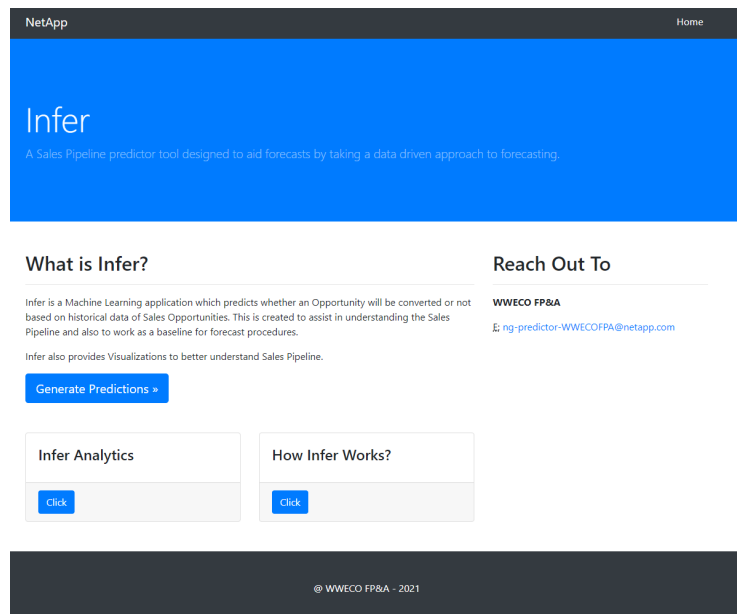 NetApp
Home
Infer
A Sales Pipeline predictor tool designed to aid forecasts by taking a data driven approach to forecasting.
What is Infer?
Infer is a Machine Learning application which predicts whether an Opportunity will be converted or not
based on historical data of Sales Opportunities. This is created to assist in understanding the Sales
Pipeline and also to work as a baseline for forecast procedures.
Infer also provides Visualizations to better understand Sales Pipeline.
Generate Predictions »
Reach Out To
WWECO FP&A
E: ng-predictor-WWECOFPA@netapp.com
Infer Analytics
Click
How Infer Works?
Click
@ WWECO FP&A - 2021